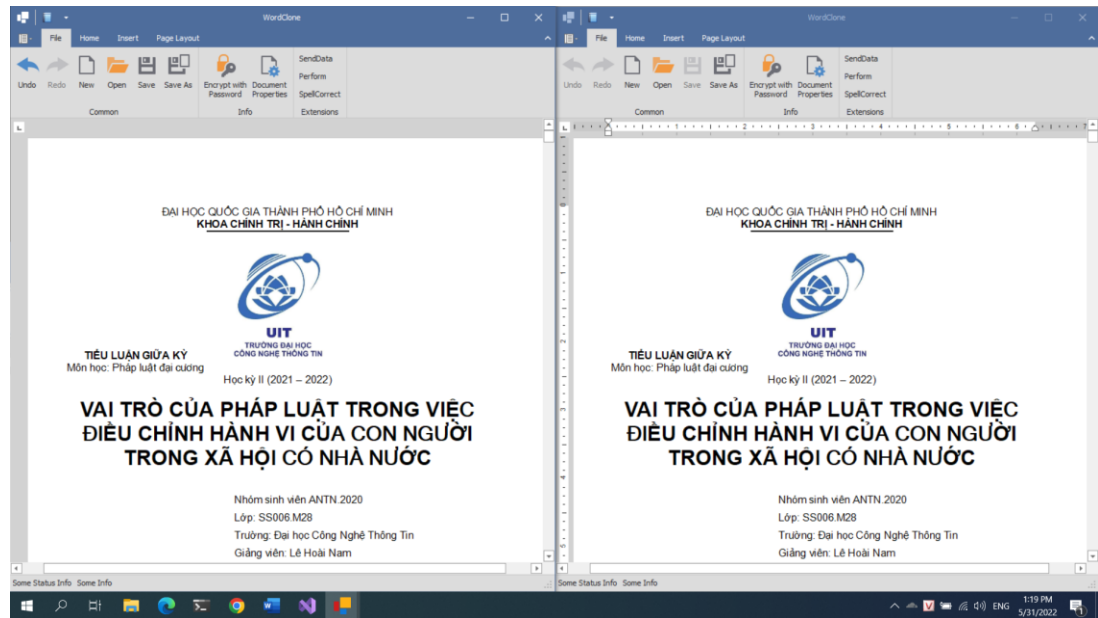 WordClone
File Home Insert Page Layout
Undo Redo New Open Save Save As Encrypt with Password Document Properties
SendData
Perform
SpellCorrect
Common Info Extensions
ĐẠI HỌC QUỐC GIA THÀNH PHỐ HỒ CHÍ MINH
KHOA CHÍNH TRỊ - HÀNH CHÍNH
UIT
TRƯỜNG ĐẠI HỌC
CÔNG NGHỆ THÔNG TIN
TIỂU LUẬN GIỮA KỲ
Môn học: Pháp luật đại cương
Học kỳ II (2021 – 2022)
VAI TRÒ CỦA PHÁP LUẬT TRONG VIỆC
ĐIỀU CHỈNH HÀNH VI CỦA CON NGƯỜI
TRONG XÃ HỘI CÓ NHÀ NƯỚC
Nhóm sinh viên ANTN.2020
Lớp: SS006.M28
Trường: Đại học Công Nghệ Thông Tin
Giảng viên: Lê Hoài Nam
Some Status Info Some Info
WordClone
File Home Insert Page Layout
Undo Redo New Open Save Save As Encrypt with Password Document Properties
SendData
Perform
SpellCorrect
Common Info Extensions
1 2 3 4 5 6 7
ĐẠI HỌC QUỐC GIA THÀNH PHỐ HỒ CHÍ MINH
KHOA CHÍNH TRỊ - HÀNH CHÍNH
UIT
TRƯỜNG ĐẠI HỌC
CÔNG NGHỆ THÔNG TIN
TIỂU LUẬN GIỮA KỲ
Môn học: Pháp luật đại cương
Học kỳ II (2021 – 2022)
VAI TRÒ CỦA PHÁP LUẬT TRONG VIỆC
ĐIỀU CHỈNH HÀNH VI CỦA CON NGƯỜI
TRONG XÃ HỘI CÓ NHÀ NƯỚC
Nhóm sinh viên ANTN.2020
Lớp: SS006.M28
Trường: Đại học Công Nghệ Thông Tin
Giảng viên: Lê Hoài Nam
Some Status Info Some Info
ENG
1:19 PM
5/31/2022